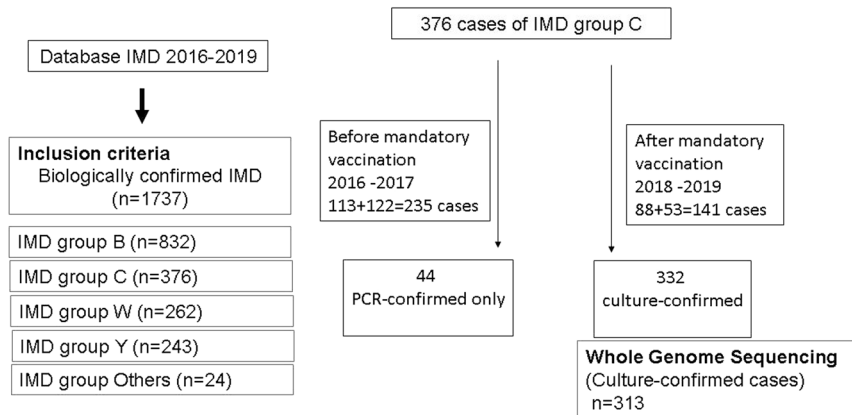 Database IMD 2016-2019
Inclusion criteria
Biologically confirmed IMD
(n=1737)
IMD group B (n=832)
IMD group C (n=376)
IMD group W (n=262)
IMD group Y (n=243)
IMD group Others (n=24)
376 cases of IMD group C
Before mandatory
vaccination
2016 -2017
113+122=235 cases
After mandatory
vaccination
2018 -2019
88+53=141 cases
44
PCR-confirmed only
332
culture-confirmed
Whole Genome Sequencing
(Culture-confirmed cases)
n=313